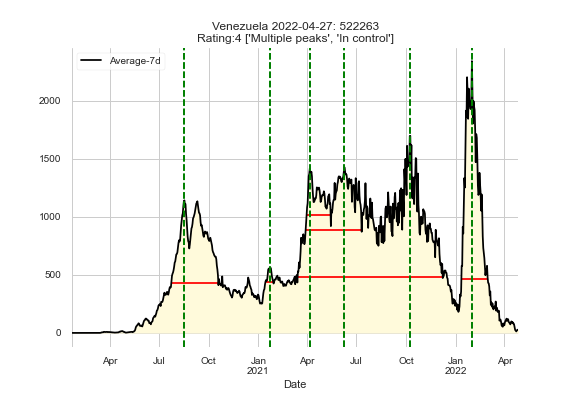 Venezuela 2022-04-27: 522263
Rating:4 ['Multiple peaks', 'In control']
Average-7d
2000
1500
1000
500
0
Apr
Jul
Oct
Jan
2021
Apr
Jul
Oct
Jan
2022
Apr
Date